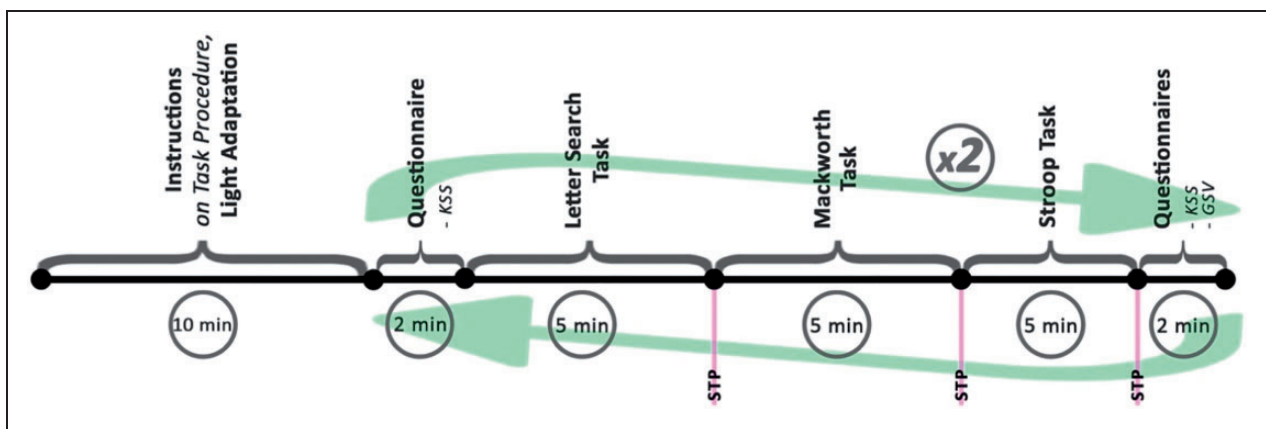 Instructions
on Task Procedure,
Light Adaptation
Questionnaire
- KSS
Letter Search
Task
Mackworth
Task
x2
Stroop Task
Questionnaires
- KSS
- GSV
10 min
2 min
5 min
5 min
5 min
2 min
STP
STP
STP